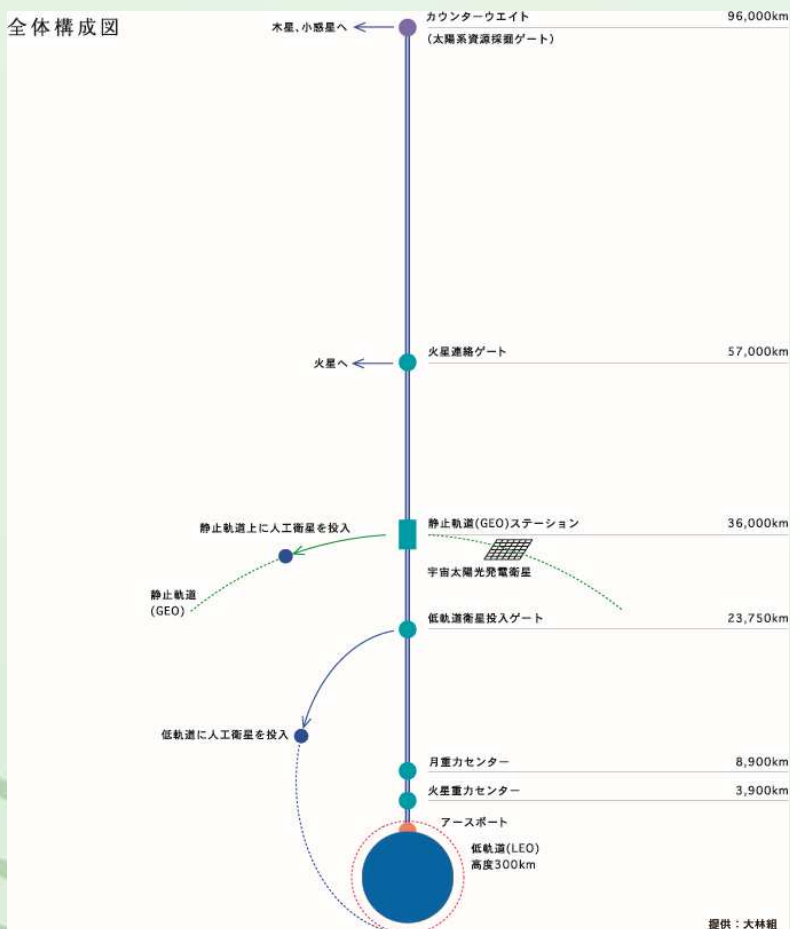 全体構成図
木星、小惑星へ
カウンターウエイト
96,000km
(太陽系資源採掘ゲート)
火星へ
火星連絡ゲート
57,000km
静止軌道上に人工衛星を投入
静止軌道(GEO)ステーション
36,000km
宇宙太陽光発電衛星
静止軌道
(GEO)
低軌道衛星投入ゲート
23,750km
低軌道に人工衛星を投入
月重力センター
8,900km
火星重力センター
3,900km
アースポート
低軌道(LEO)
高度300km
提供:大林組